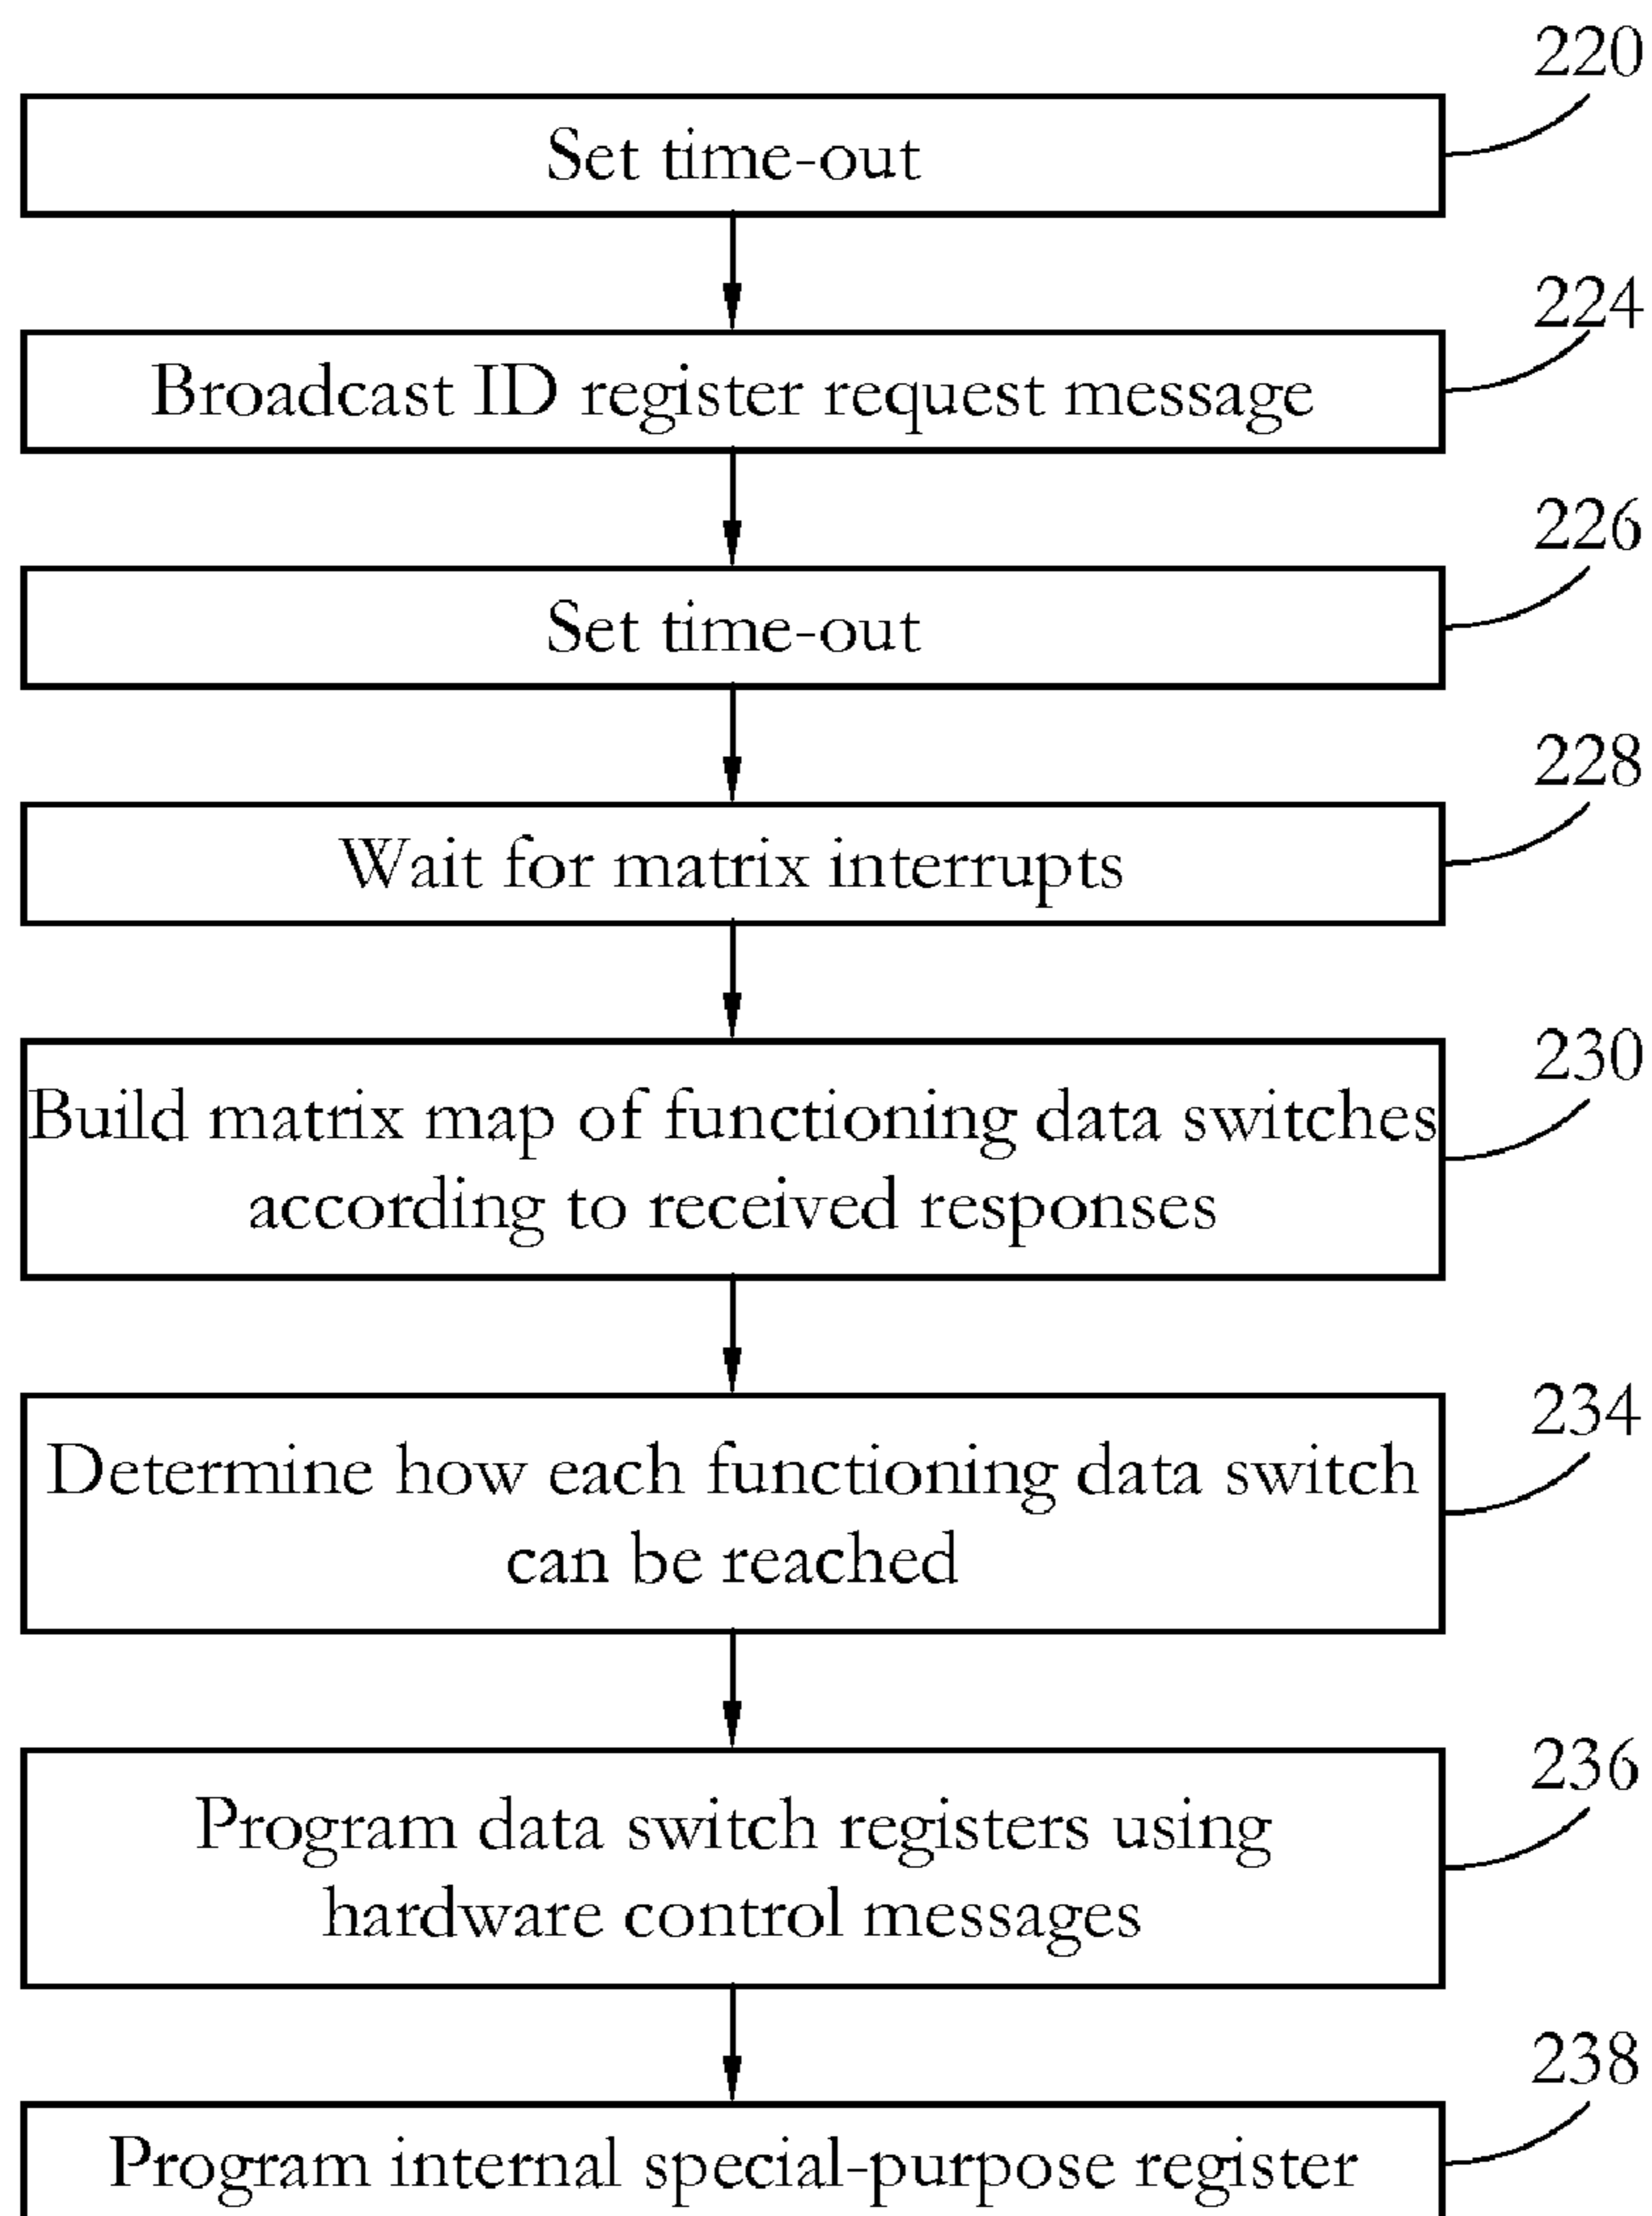 220
Set time-out
224
Broadcast ID register request message
226
Set time-out
228
Wait for matrix interrupts
230
Build matrix map of functioning data switches
according to received responses
234
Determine how each functioning data switch
can be reached
236
Program data switch registers using
hardware control messages
238
Program internal special-purpose register